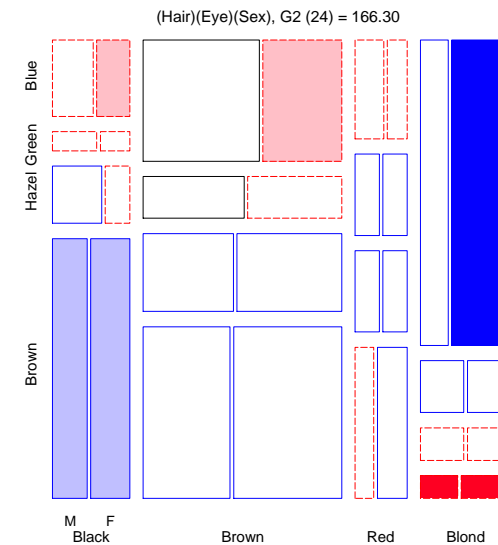 (Hair)(Eye)(Sex), G2 (24) = 166.30
Blue
Green
Hazel
Brown
M F
Black Brown Red Blond